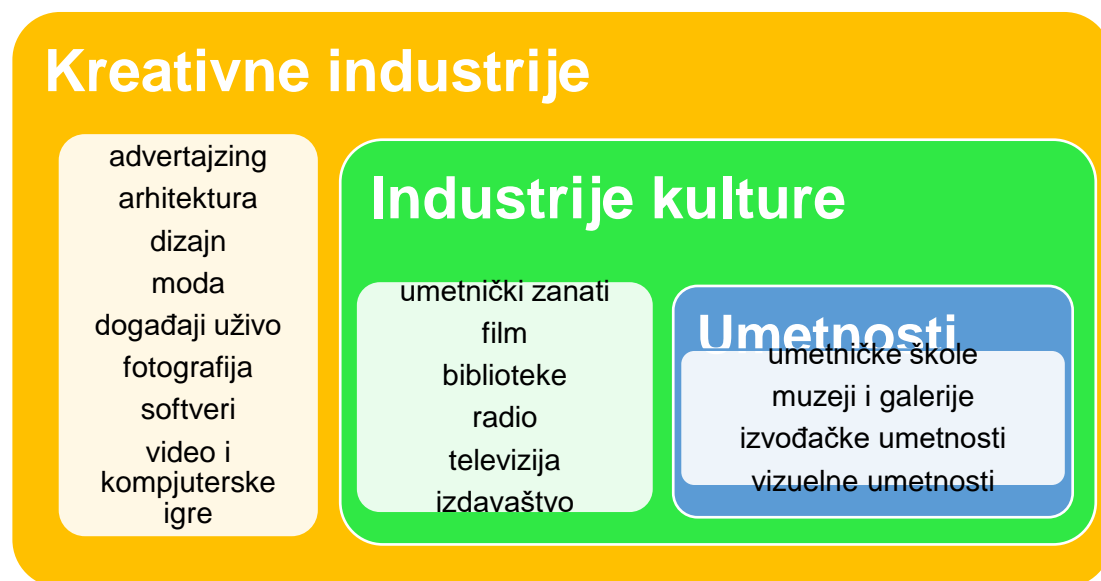 Kreativne industrije
advertajzing
arhitektura
dizajn
moda
događaji uživo
fotografija
softveri
video i
kompjuterske
igre
Industrije kulture
umetnički zanati
film
biblioteke
radio
televizija
izdavaštvo
Umetnosti
umetničke škole
muzeji i galerije
izvođačke umetnosti
vizuelne umetnosti